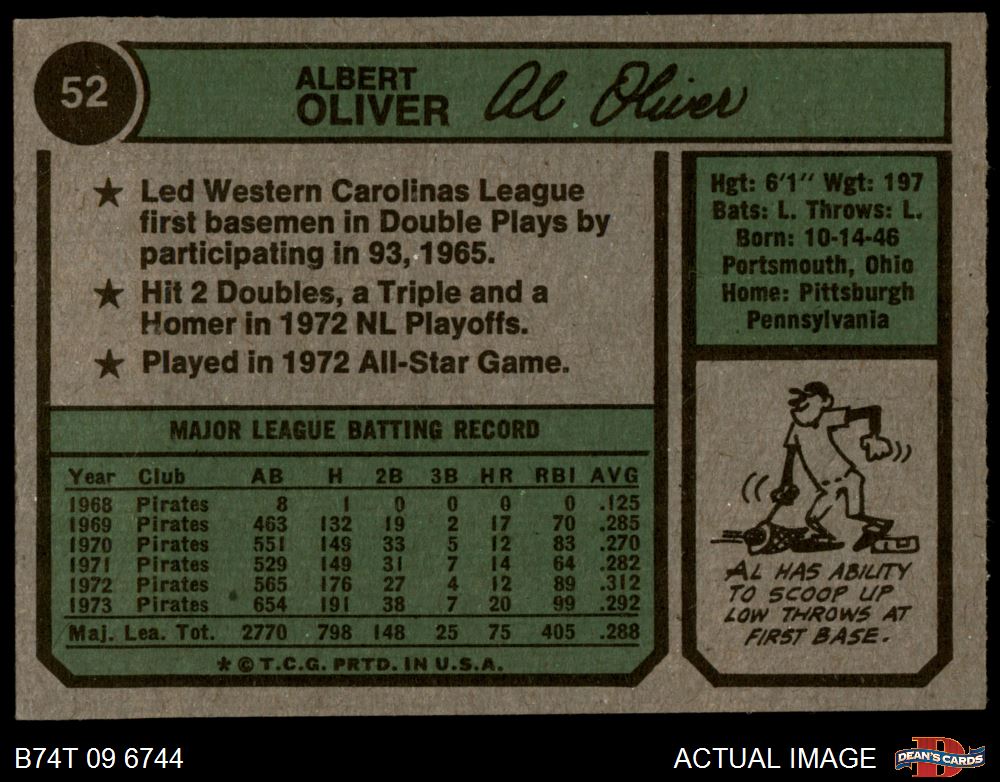 52
ALBERT
OLIVER
Al Oliver
★ Led Western Carolinas League
first basemen in Double Plays by
participating in 93, 1965.
★ Hit 2 Doubles, a Triple and a
Homer in 1972 NL Playoffs.
★ Played in 1972 All-Star Game.
Hgt: 6'1" Wgt: 197
Bats: L. Throws: L.
Born: 10-14-46
Portsmouth, Ohio
Home: Pittsburgh
Pennsylvania
MAJOR LEAGUE BATTING RECORD
Year Club AB H 2B 3B HR RBI AVG
1968 Pirates 8 1 0 0 0 0 .125
1969 Pirates 463 132 19 2 17 70 .285
1970 Pirates 551 149 33 5 12 83 .270
1971 Pirates 529 149 31 7 14 64 .282
1972 Pirates 565 176 27 4 12 89 .312
1973 Pirates 654 191 38 7 20 99 .292
Maj. Lea. Tot. 2770 798 148 25 75 405 .288
* © T.C.G. PRTD. IN U.S.A.
AL HAS ABILITY
TO SCOOP UP
LOW THROWS AT
FIRST BASE.
B74T 09 6744
ACTUAL IMAGE
D
DEAN'S CARDS